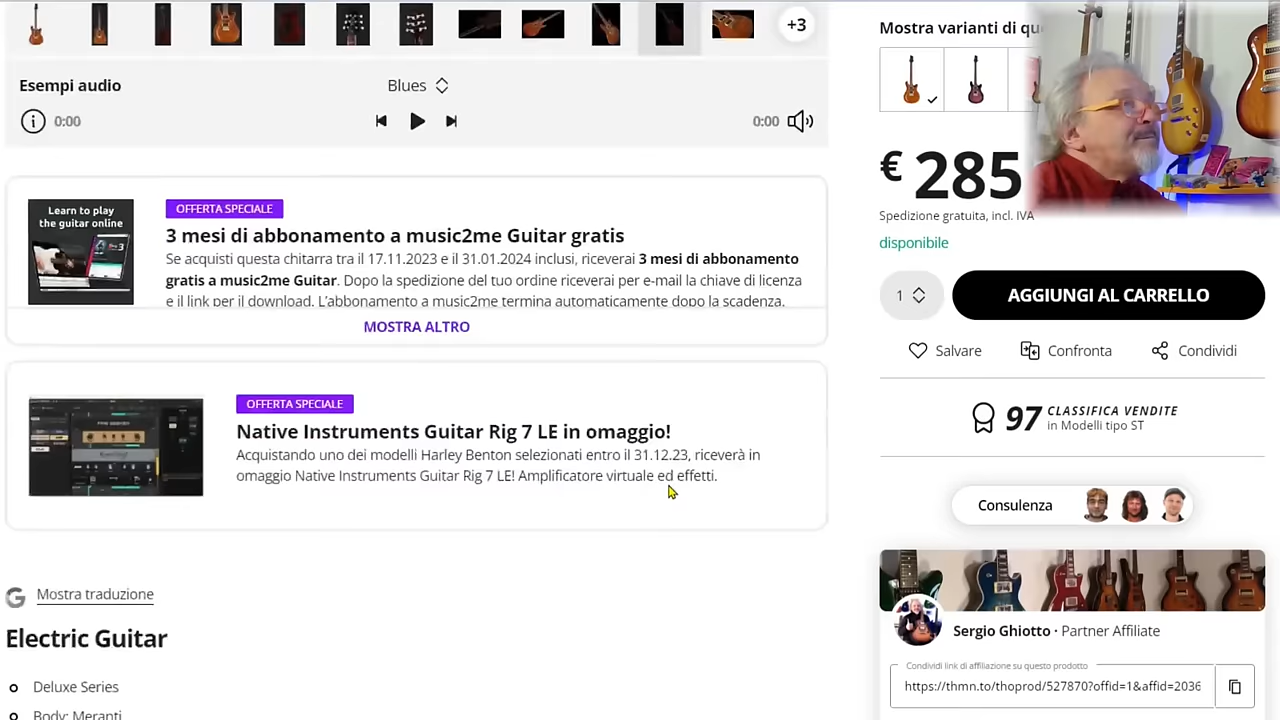 +3
Esempi audio
Blues
0:00
0:00
Learn to play
the guitar online
OFFERTA SPECIALE
3 mesi di abbonamento a music2me Guitar gratis
Se acquisti questa chitarra tra il 17.11.2023 e il 31.01.2024 inclusi, riceverai 3 mesi di abbonamento
gratis a music2me Guitar. Dopo la spedizione del tuo ordine riceverai per e-mail la chiave di licenza
e il link per il download. L'abbonamento a music2me termina automaticamente dopo la scadenza.
MOSTRA ALTRO
OFFERTA SPECIALE
Native Instruments Guitar Rig 7 LE in omaggio!
Acquistando uno dei modelli Harley Benton selezionati entro il 31.12.23, riceverà in
omaggio Native Instruments Guitar Rig 7 LE! Amplificatore virtuale ed effetti.
Mostra traduzione
Electric Guitar
Deluxe Series
Body: Meranti
Mostra varianti di qu
€ 285
Spedizione gratuita, incl. IVA
disponibile
1
AGGIUNGI AL CARRELLO
Salvare
Confronta
Condividi
97 CLASSIFICA VENDITE
in Modelli tipo ST
Consulenza
Sergio Ghiotto · Partner Affiliate
Condividi link di affiliazione su questo prodotto
https://thmn.to/thoprod/527870?offid=1&affid=2036